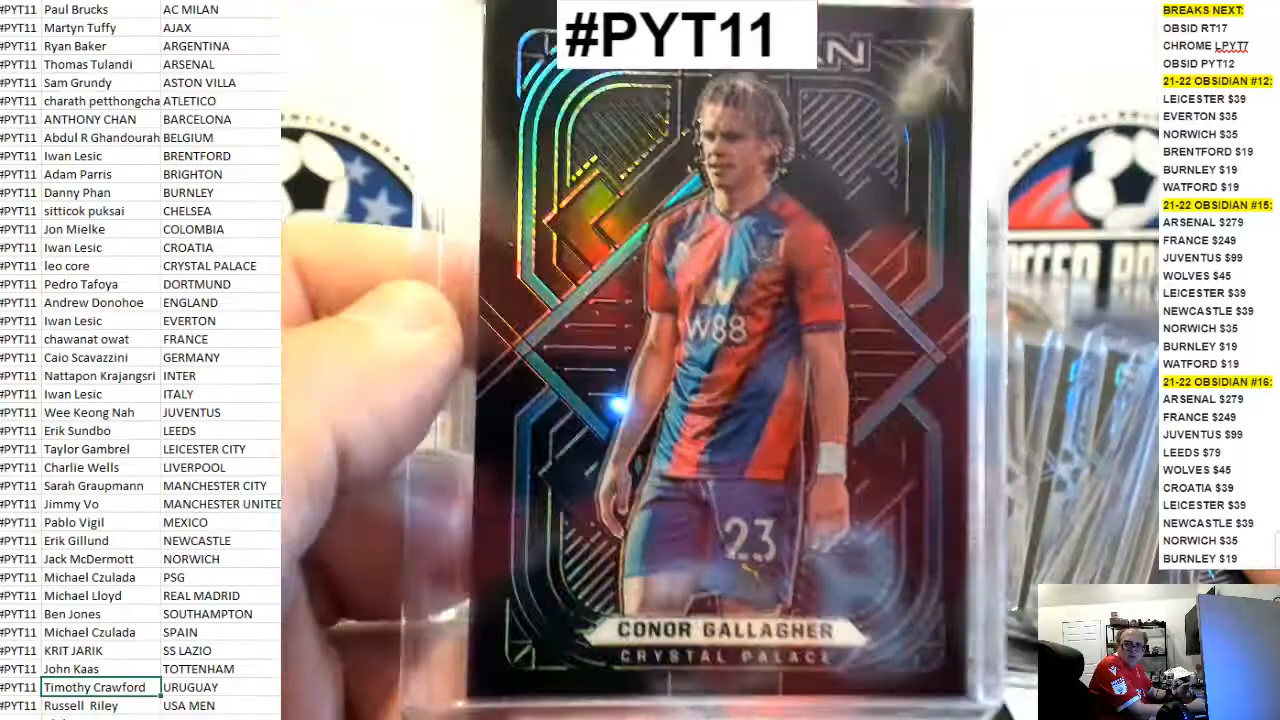 #PYT11 Paul Brucks AC MILAN
#PYT11 Martyn Tuffy AJAX
#PYT11 Ryan Baker ARGENTINA
#PYT11 Thomas Tulandi ARSENAL
#PYT11 Sam Grundy ASTON VILLA
#PYT11 charath petthongcha ATLETICO
#PYT11 ANTHONY CHAN BARCELONA
#PYT11 Abdul R Ghandourah BELGIUM
#PYT11 Iwan Lesic BRENTFORD
#PYT11 Adam Parris BRIGHTON
#PYT11 Danny Phan BURNLEY
#PYT11 sitticok puksai CHELSEA
#PYT11 Jon Mielke COLOMBIA
#PYT11 Iwan Lesic CROATIA
#PYT11 leo core CRYSTAL PALACE
#PYT11 Pedro Tafoya DORTMUND
#PYT11 Andrew Donohoe ENGLAND
#PYT11 Iwan Lesic EVERTON
#PYT11 chawanat owat FRANCE
#PYT11 Caio Scavazzini GERMANY
#PYT11 Nattapon Krajangsri INTER
#PYT11 Iwan Lesic ITALY
#PYT11 Wee Keong Nah JUVENTUS
#PYT11 Erik Sundbo LEEDS
#PYT11 Taylor Gambrel LEICESTER CITY
#PYT11 Charlie Wells LIVERPOOL
#PYT11 Sarah Graupmann MANCHESTER CITY
#PYT11 Jimmy Vo MANCHESTER UNITED
#PYT11 Pablo Vigil MEXICO
#PYT11 Erik Gillund NEWCASTLE
#PYT11 Jack McDermott NORWICH
#PYT11 Michael Czulada PSG
#PYT11 Michael Lloyd REAL MADRID
#PYT11 Ben Jones SOUTHAMPTON
#PYT11 Michael Czulada SPAIN
#PYT11 KRIT JARIK SS LAZIO
#PYT11 John Kaas TOTTENHAM
#PYT11 Timothy Crawford URUGUAY
#PYT11 Russell Riley USA MEN
#PYT11
W88
23
CONOR GALLAGHER
CRYSTAL PALACE
BREAKS NEXT:
OBSID RT17
CHROME LPYT7
OBSID PYT12
21-22 OBSIDIAN #12:
LEICESTER $39
EVERTON $35
NORWICH $35
BRENTFORD $19
BURNLEY $19
WATFORD $19
21-22 OBSIDIAN #15:
ARSENAL $279
FRANCE $249
JUVENTUS $99
WOLVES $45
LEICESTER $39
NEWCASTLE $39
NORWICH $35
BURNLEY $19
WATFORD $19
21-22 OBSIDIAN #16:
ARSENAL $279
FRANCE $249
JUVENTUS $99
LEEDS $79
WOLVES $45
CROATIA $39
LEICESTER $39
NEWCASTLE $39
NORWICH $35
BURNLEY $19